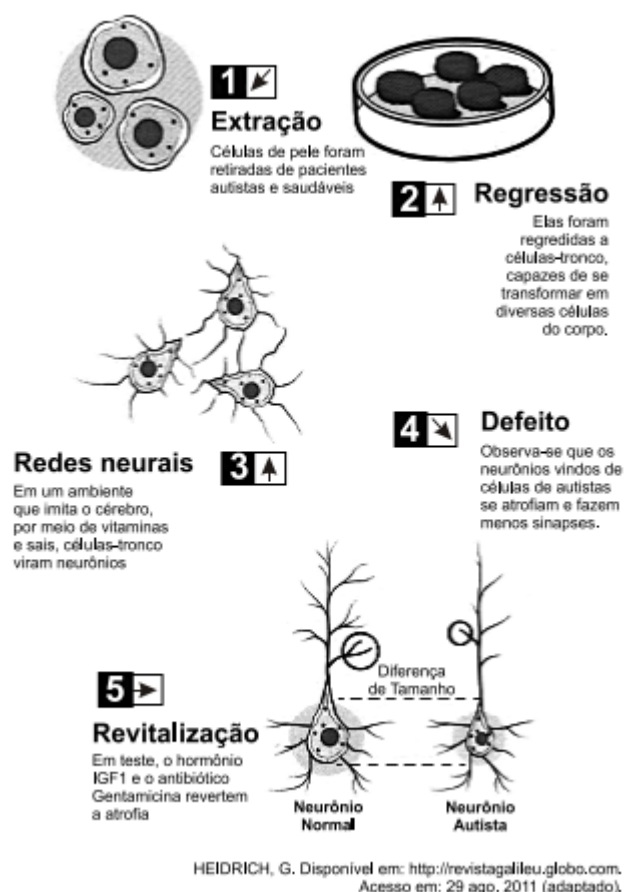 1
Extração
Células de pele foram
retiradas de pacientes
autistas e saudáveis
2
Regressão
Elas foram
regredidas a
células-tronco,
capazes de se
transformar em
diversas células
do corpo.
Redes neurais
3
Em um ambiente
que imita o cérebro,
por meio de vitaminas
e sais, células-tronco
viram neurônios
4
Defeito
Observa-se que os
neurônios vindos de
células de autistas
se atrofiam e fazem
menos sinapses.
5
Revitalização
Em teste, o hormônio
IGF1 e o antibiótico
Gentamicina revertem
a atrofia
Diferença
de Tamanho
Neurônio
Normal
Neurônio
Autista
HEIDRICH, G. Disponível em: http://revistagalileu.globo.com.
Acesso em: 29 ago. 2011 (adaptado).